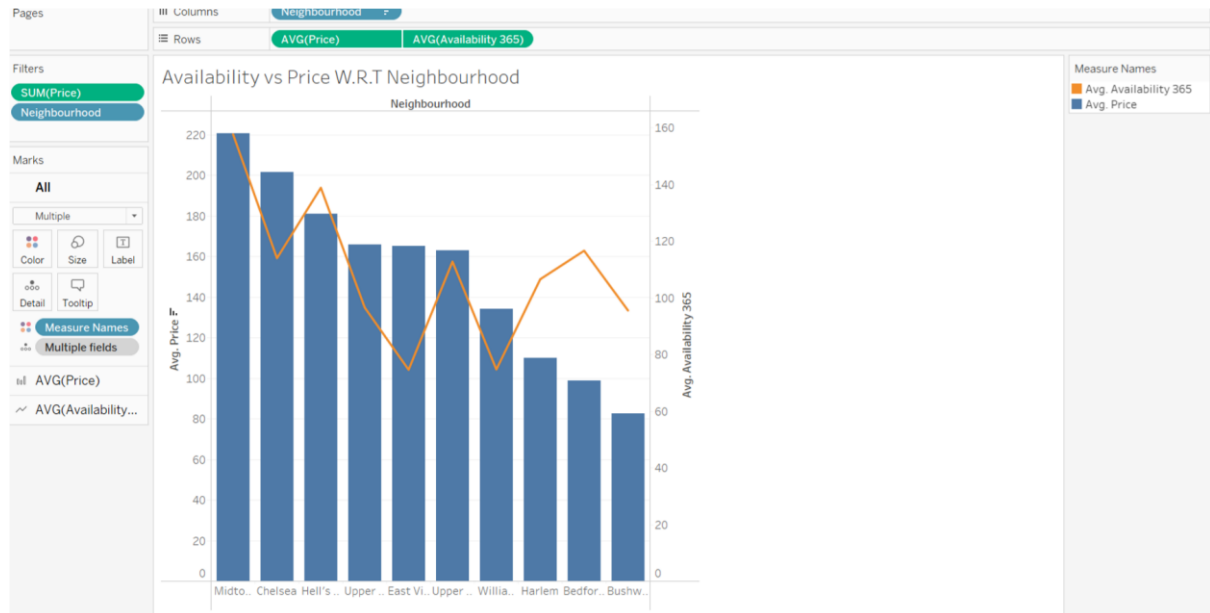 Pages
Columns
Neighbourhood
Rows
AVG(Price)
AVG(Availability 365)
Filters
SUM(Price)
Neighbourhood
Marks
All
Multiple
Color
Size
Label
Detail
Tooltip
Measure Names
Multiple fields
AVG(Price)
AVG(Availability...
Availability vs Price W.R.T Neighbourhood
Neighbourhood
220
200
180
160
140
120
100
80
60
40
20
0
Avg. Price
160
140
120
100
80
60
40
20
0
Avg. Availability 365
Midto.. Chelsea Hell's .. Upper .. East Vi.. Upper .. Willia.. Harlem Bedfor.. Bushw..
Measure Names
Avg. Availability 365
Avg. Price